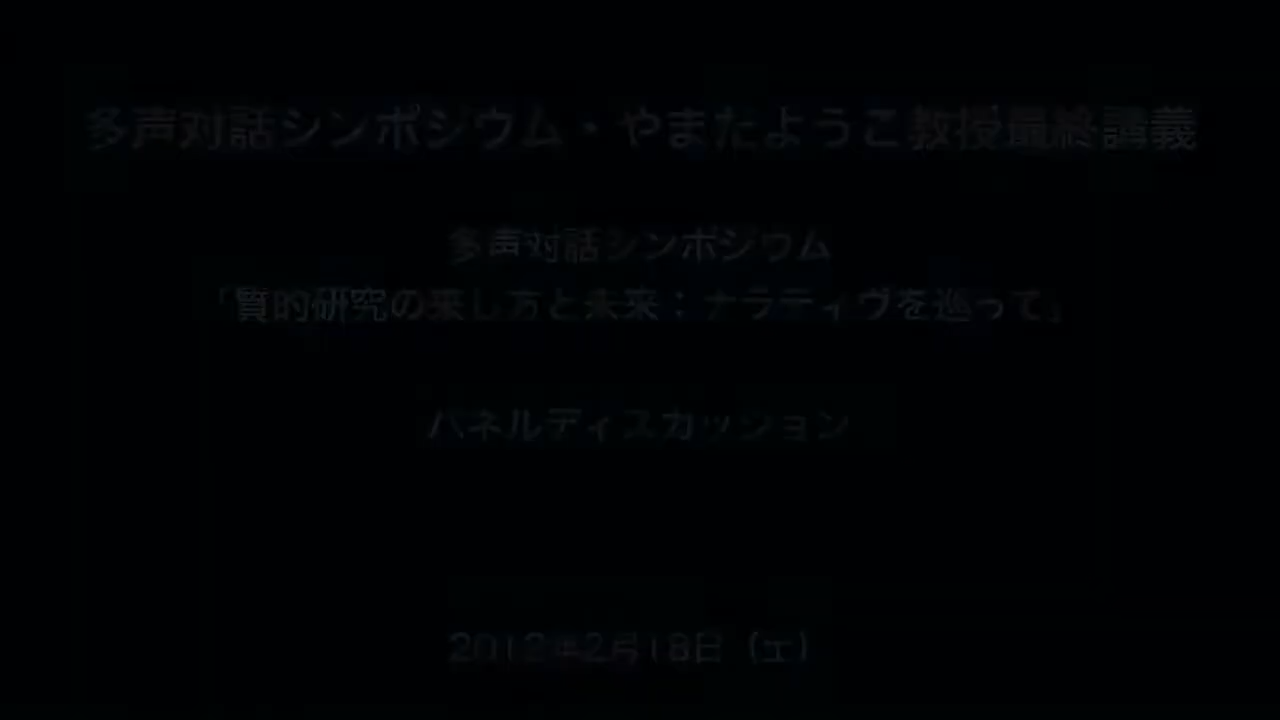 多声対話シンポジウム・やまだようこ教授最終講義
多声対話シンポジウム
「質的研究の来し方と未来：ナラティヴを巡って」
パネルディスカッション
2012年2月18日（土）